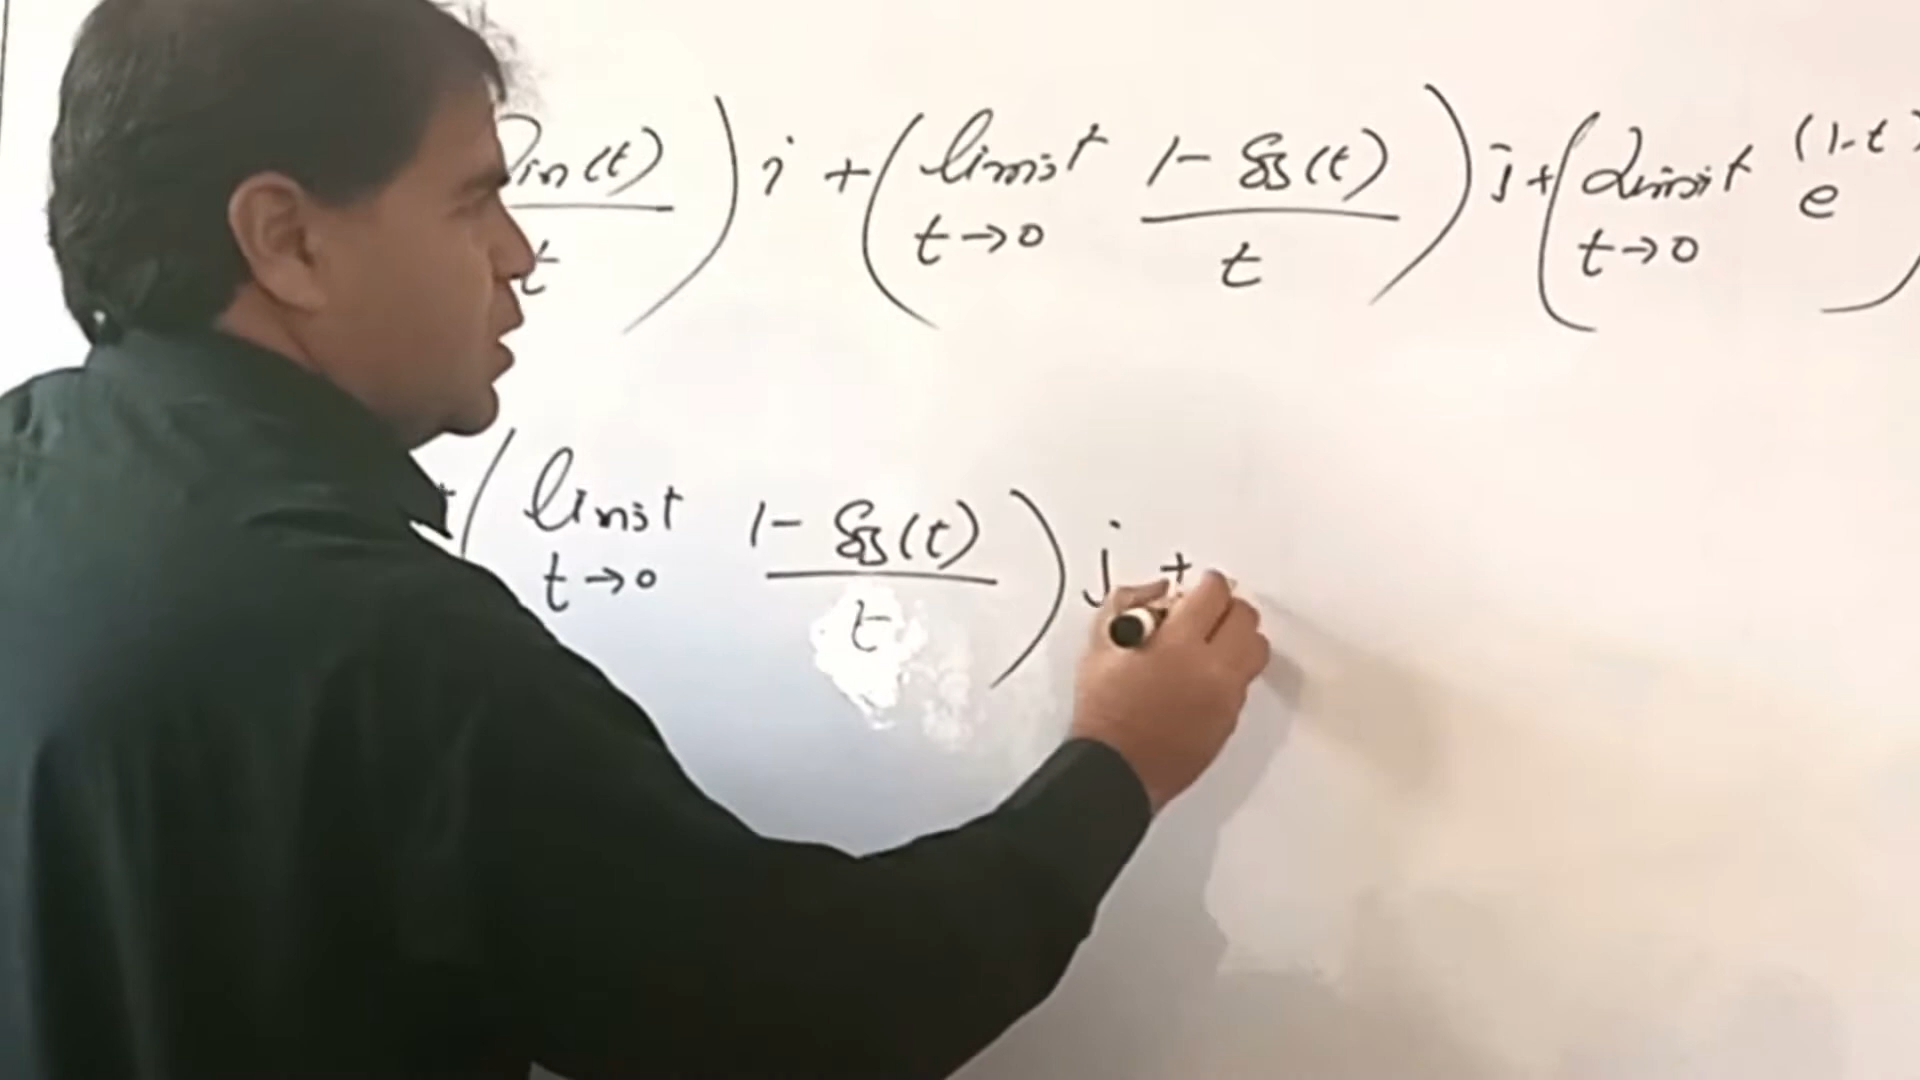 sin(t) / t ) i + ( limit t→0 1 - cos(t) / t ) j + ( limit t→0 e^(1-t) )
+ ( limit t→0 1 - cos(t) / t ) j +